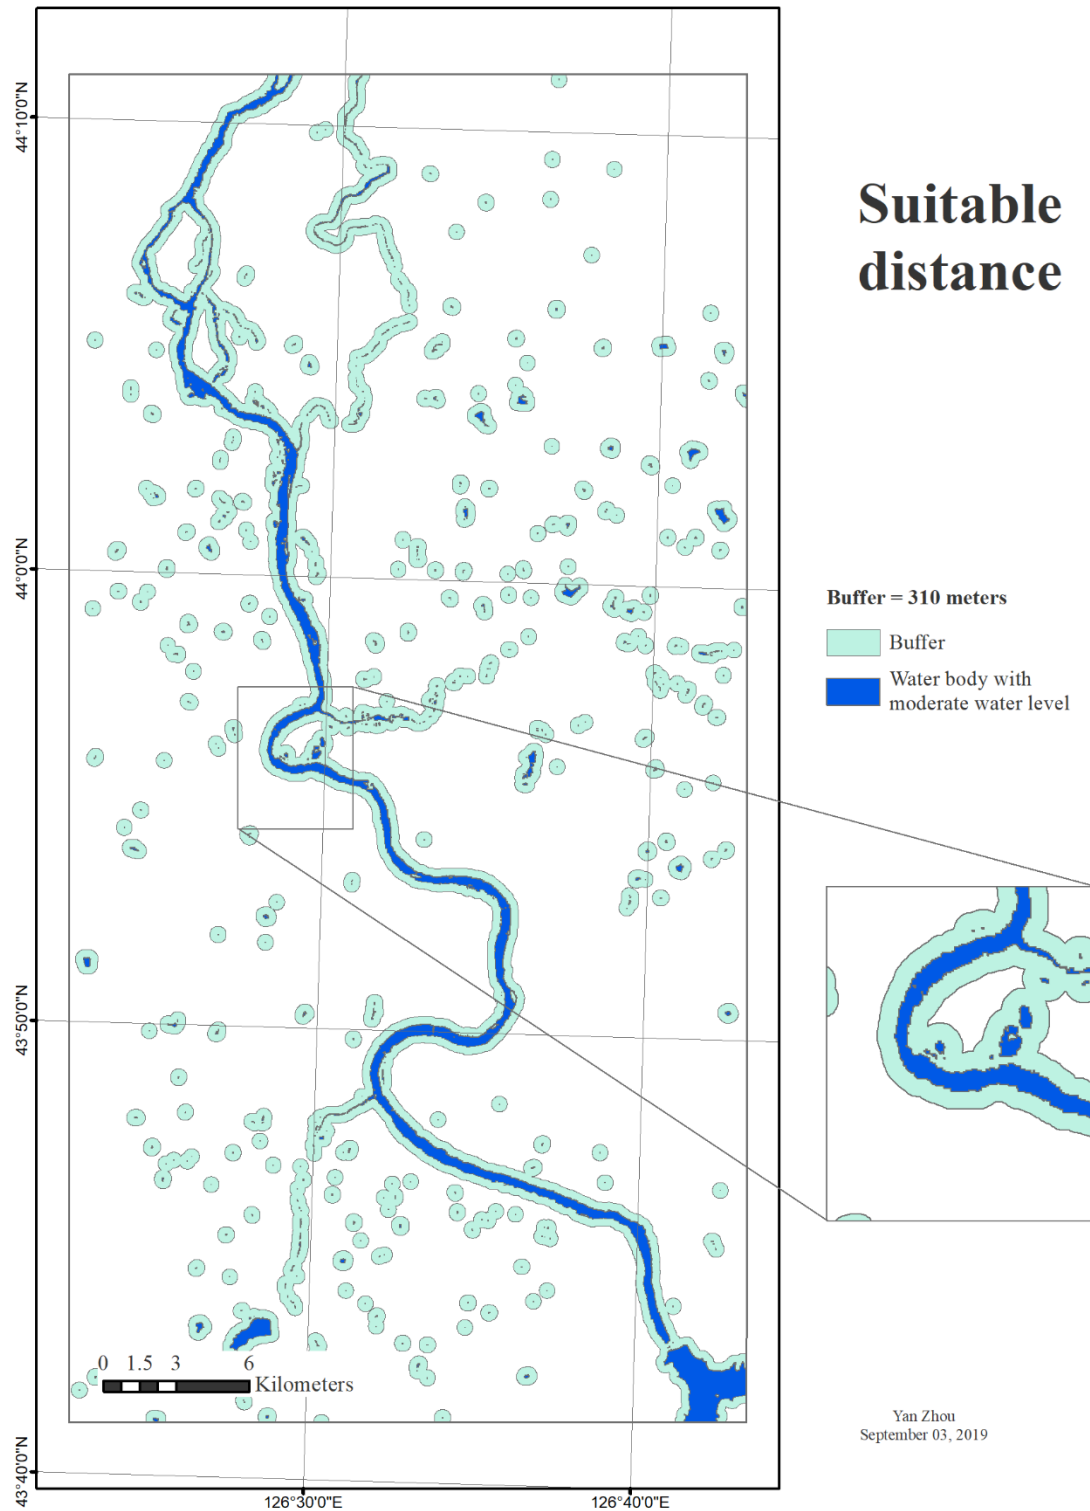 Suitable
distance
44°10'0"N
44°0'0"N
43°50'0"N
43°40'0"N
126°30'0"E
126°40'0"E
Buffer = 310 meters
Buffer
Water body with
moderate water level
0 1.5 3 6
Kilometers
Yan Zhou
September 03, 2019